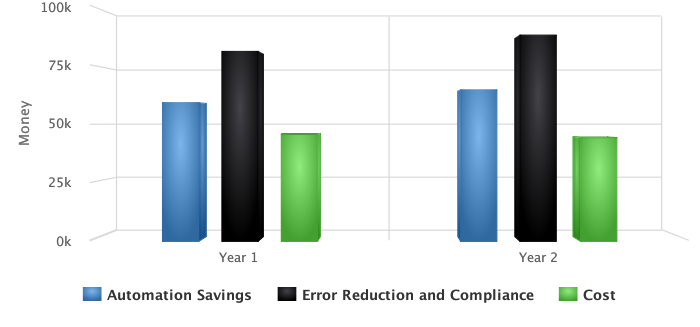 100k
75k
50k
25k
0k
Money
Year 1
Year 2
Automation Savings
Error Reduction and Compliance
Cost